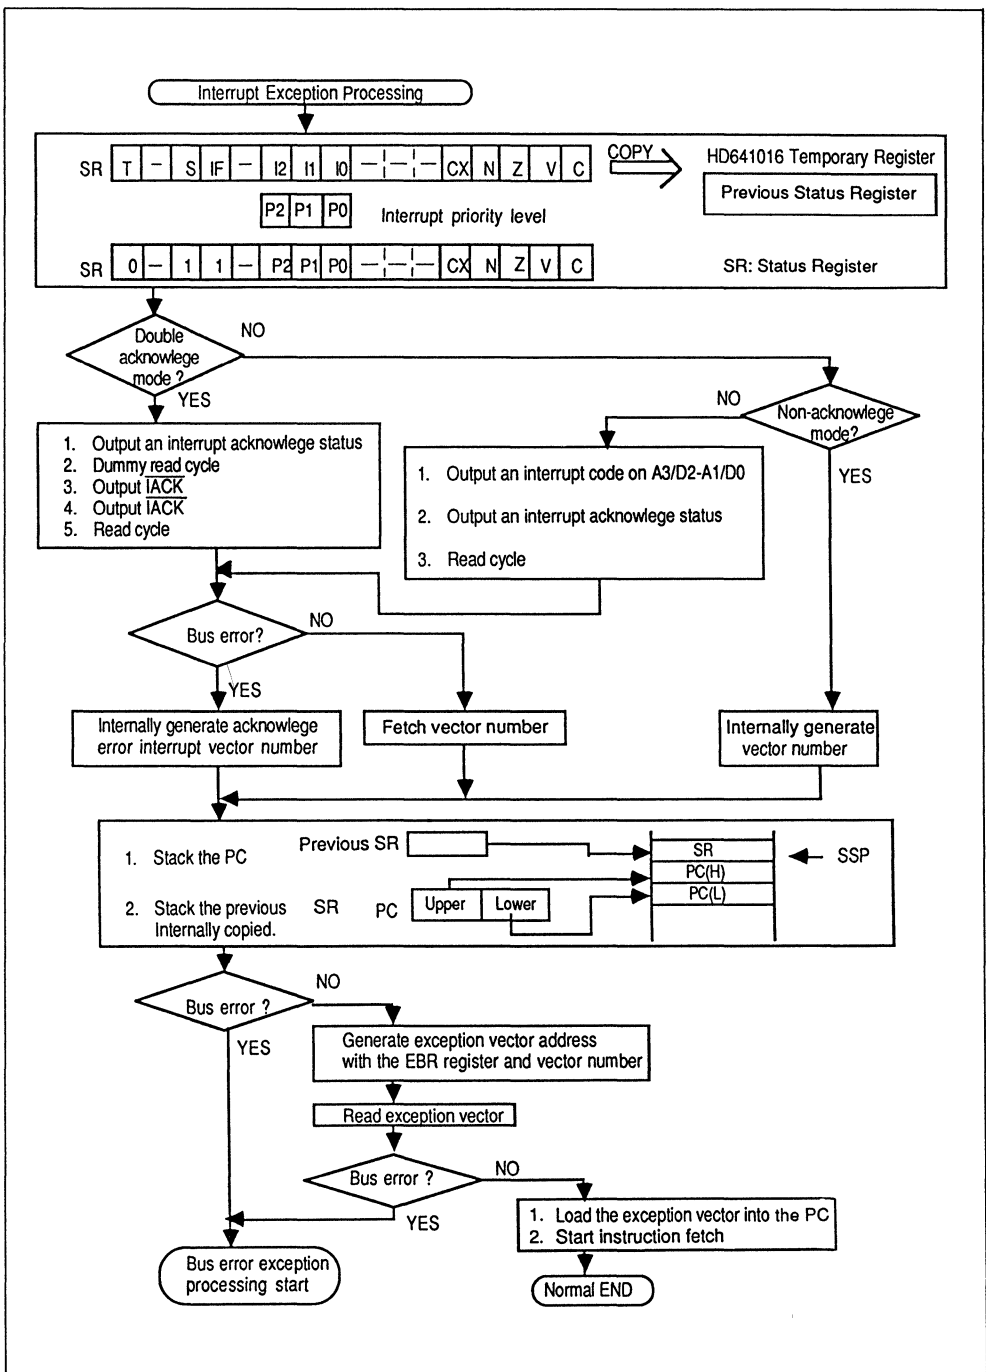 Interrupt Exception Processing
SR T – S IF – I2 I1 I0 – – – CX N Z V C
COPY
HD641016 Temporary Register
Previous Status Register
P2 P1 P0 Interrupt priority level
SR 0 – 1 1 – P2 P1 P0 – – – CX N Z V C
SR: Status Register
Double
acknowlege
mode ?
NO
YES
Non-acknowlege
mode?
NO
YES
1. Output an interrupt acknowlege status
2. Dummy read cycle
3. Output IACK
4. Output IACK
5. Read cycle
1. Output an interrupt code on A3/D2-A1/D0
2. Output an interrupt acknowlege status
3. Read cycle
Bus error?
NO
YES
Internally generate acknowlege
error interrupt vector number
Fetch vector number
Internally generate
vector number
1. Stack the PC
2. Stack the previous SR
Internally copied.
Previous SR
PC Upper Lower
SR
PC(H)
PC(L)
SSP
Bus error ?
NO
YES
Generate exception vector address
with the EBR register and vector number
Read exception vector
Bus error ?
NO
YES
1. Load the exception vector into the PC
2. Start instruction fetch
Bus error exception
processing start
Normal END